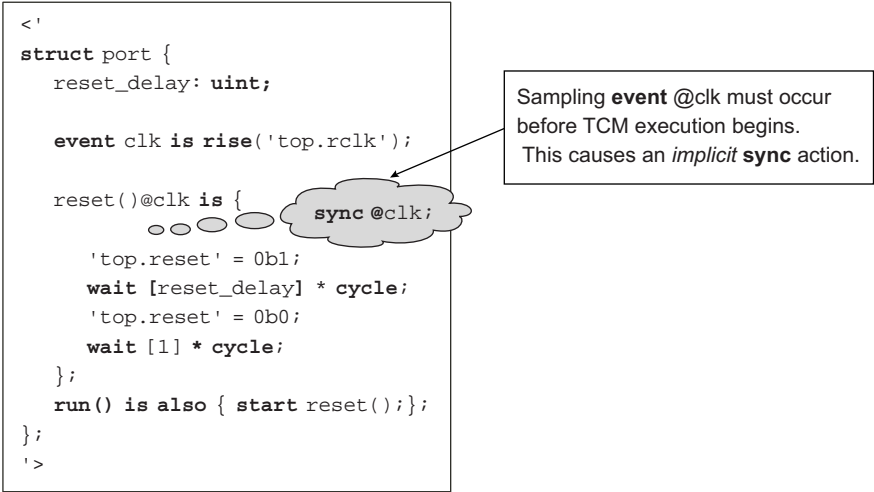 <'
struct port {
reset_delay: uint;
event clk is rise('top.rclk');
reset()@clk is {
sync @clk;
'top.reset' = 0b1;
wait [reset_delay] * cycle;
'top.reset' = 0b0;
wait [1] * cycle;
};
run() is also { start reset();};
};
'>
Sampling event @clk must occur
before TCM execution begins.
This causes an implicit sync action.